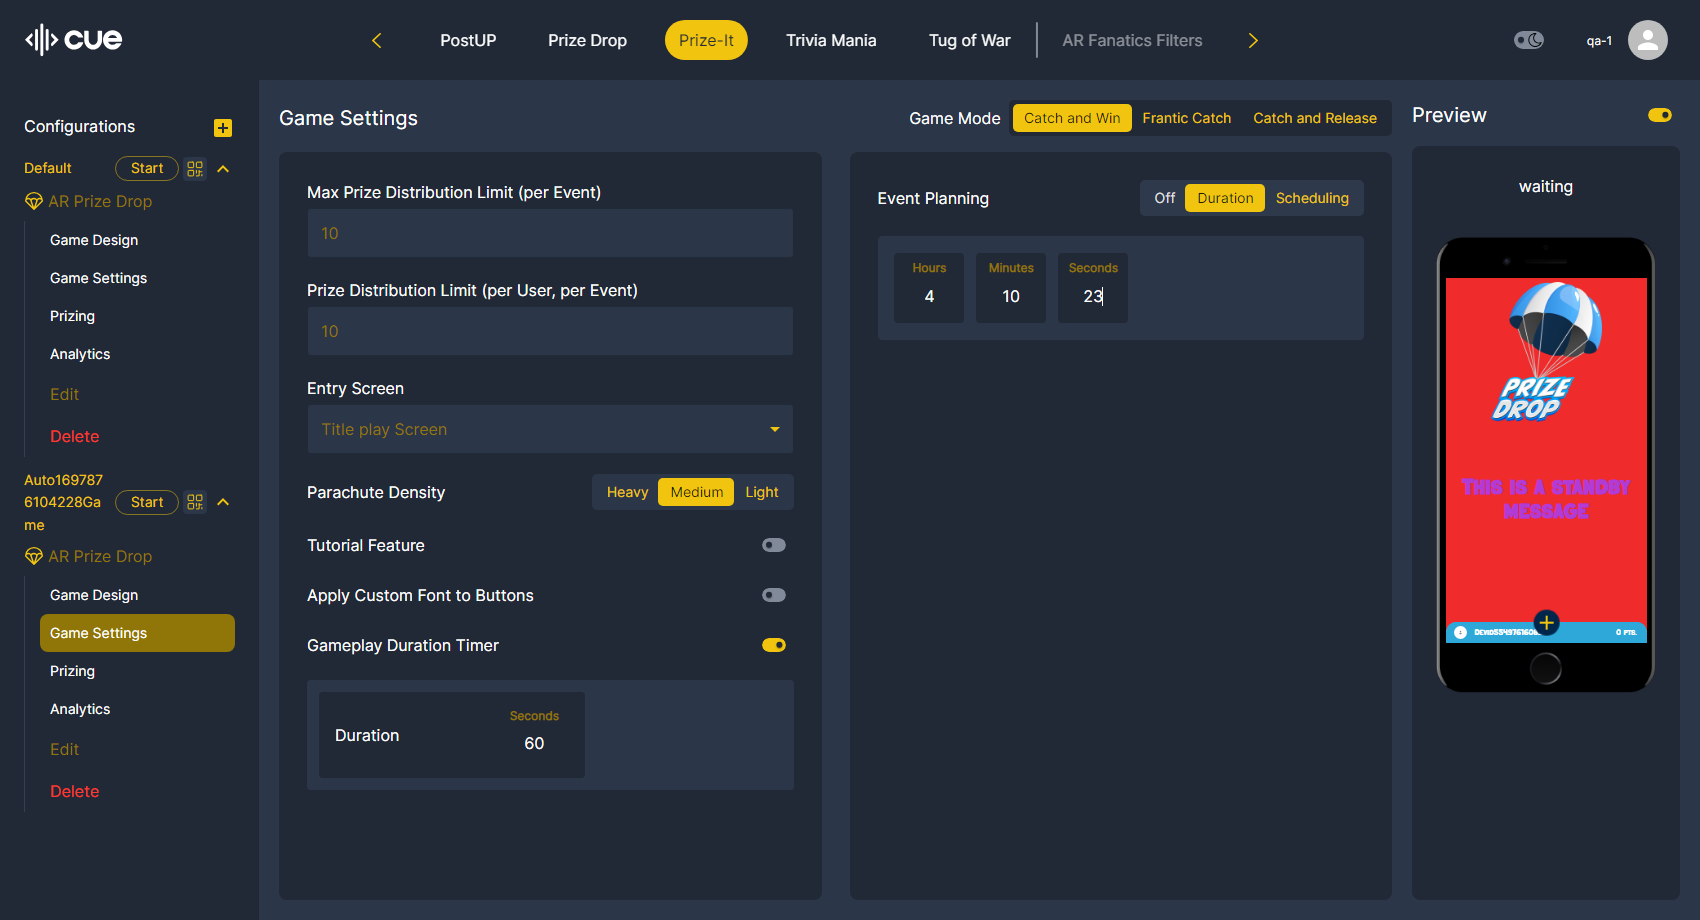 cue
PostUP
Prize Drop
Prize-It
Trivia Mania
Tug of War
AR Fanatics Filters
qa-1
Configurations
Default
Start
AR Prize Drop
Game Design
Game Settings
Prizing
Analytics
Edit
Delete
Auto169787
6104228Ga
me
Start
AR Prize Drop
Game Design
Game Settings
Prizing
Analytics
Edit
Delete
Game Settings
Game Mode
Catch and Win
Frantic Catch
Catch and Release
Max Prize Distribution Limit (per Event)
10
Prize Distribution Limit (per User, per Event)
10
Entry Screen
Title play Screen
Parachute Density
Heavy
Medium
Light
Tutorial Feature
Apply Custom Font to Buttons
Gameplay Duration Timer
Duration
Seconds
60
Event Planning
Off
Duration
Scheduling
Hours
4
Minutes
10
Seconds
23
Preview
waiting
PRIZE
DROP
THIS IS A STANDBY
MESSAGE
0 PTS.